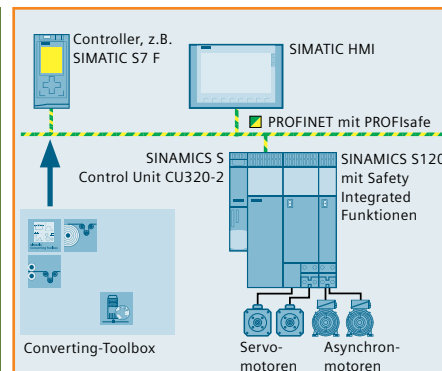 Controller, z.B.
SIMATIC S7 F
SIMATIC HMI
PROFINET mit PROFIsafe
SINAMICS S
Control Unit CU320-2
SINAMICS S120
mit Safety
Integrated
Funktionen
Converting-Toolbox
Servo-
motoren
Asynchron-
motoren